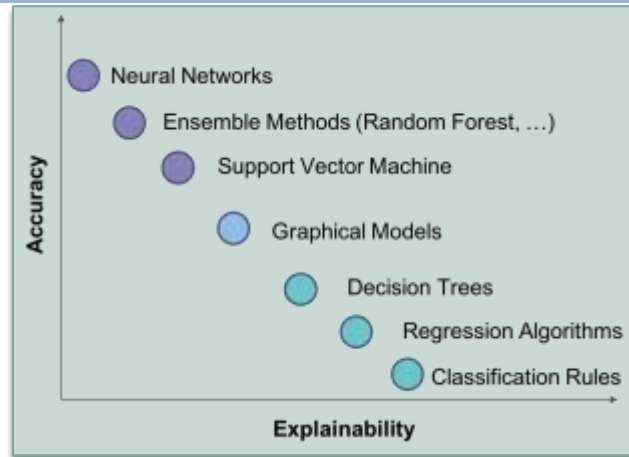 Neural Networks
Ensemble Methods (Random Forest, ...)
Support Vector Machine
Graphical Models
Decision Trees
Regression Algorithms
Classification Rules
Accuracy
Explainability